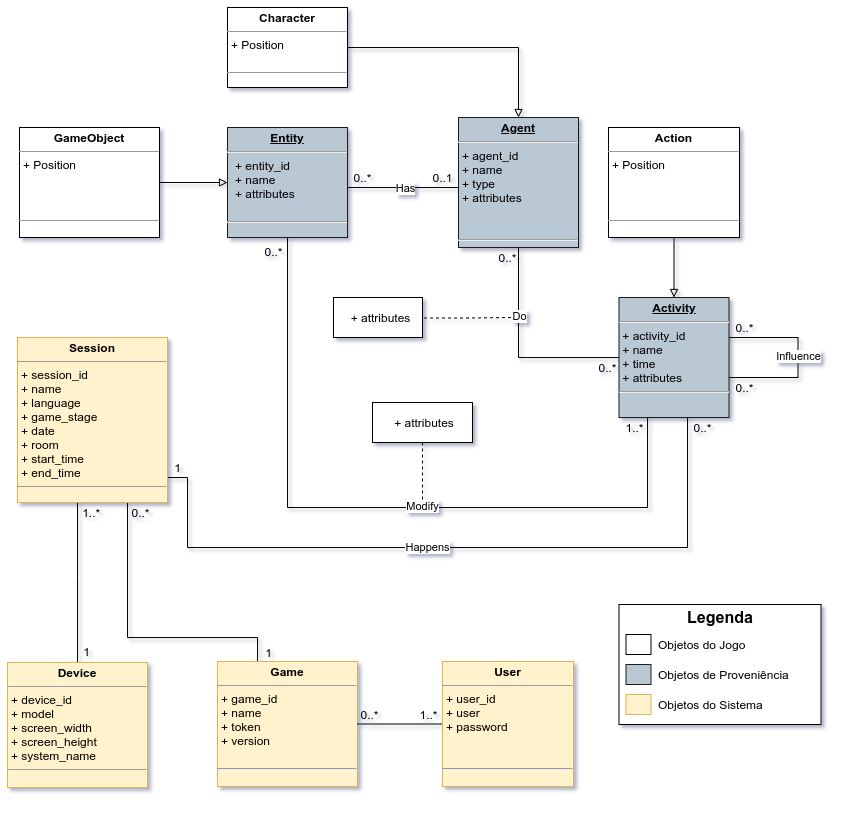 Character
+ Position
GameObject
+ Position
Entity
+ entity_id
+ name
+ attributes
0..*
Has
0..1
Agent
+ agent_id
+ name
+ type
+ attributes
Action
+ Position
0..*
0..*
+ attributes
Do
0..*
Activity
+ activity_id
+ name
+ time
+ attributes
0..*
Influence
0..*
1..*
0..*
Session
+ session_id
+ name
+ language
+ game_stage
+ date
+ room
+ start_time
+ end_time
+ attributes
1
Modify
Happens
1..*
0..*
1
1
Device
+ device_id
+ model
+ screen_width
+ screen_height
+ system_name
Game
+ game_id
+ name
+ token
+ version
0..*
1..*
User
+ user_id
+ user
+ password
Legenda
Objetos do Jogo
Objetos de Proveniência
Objetos do Sistema